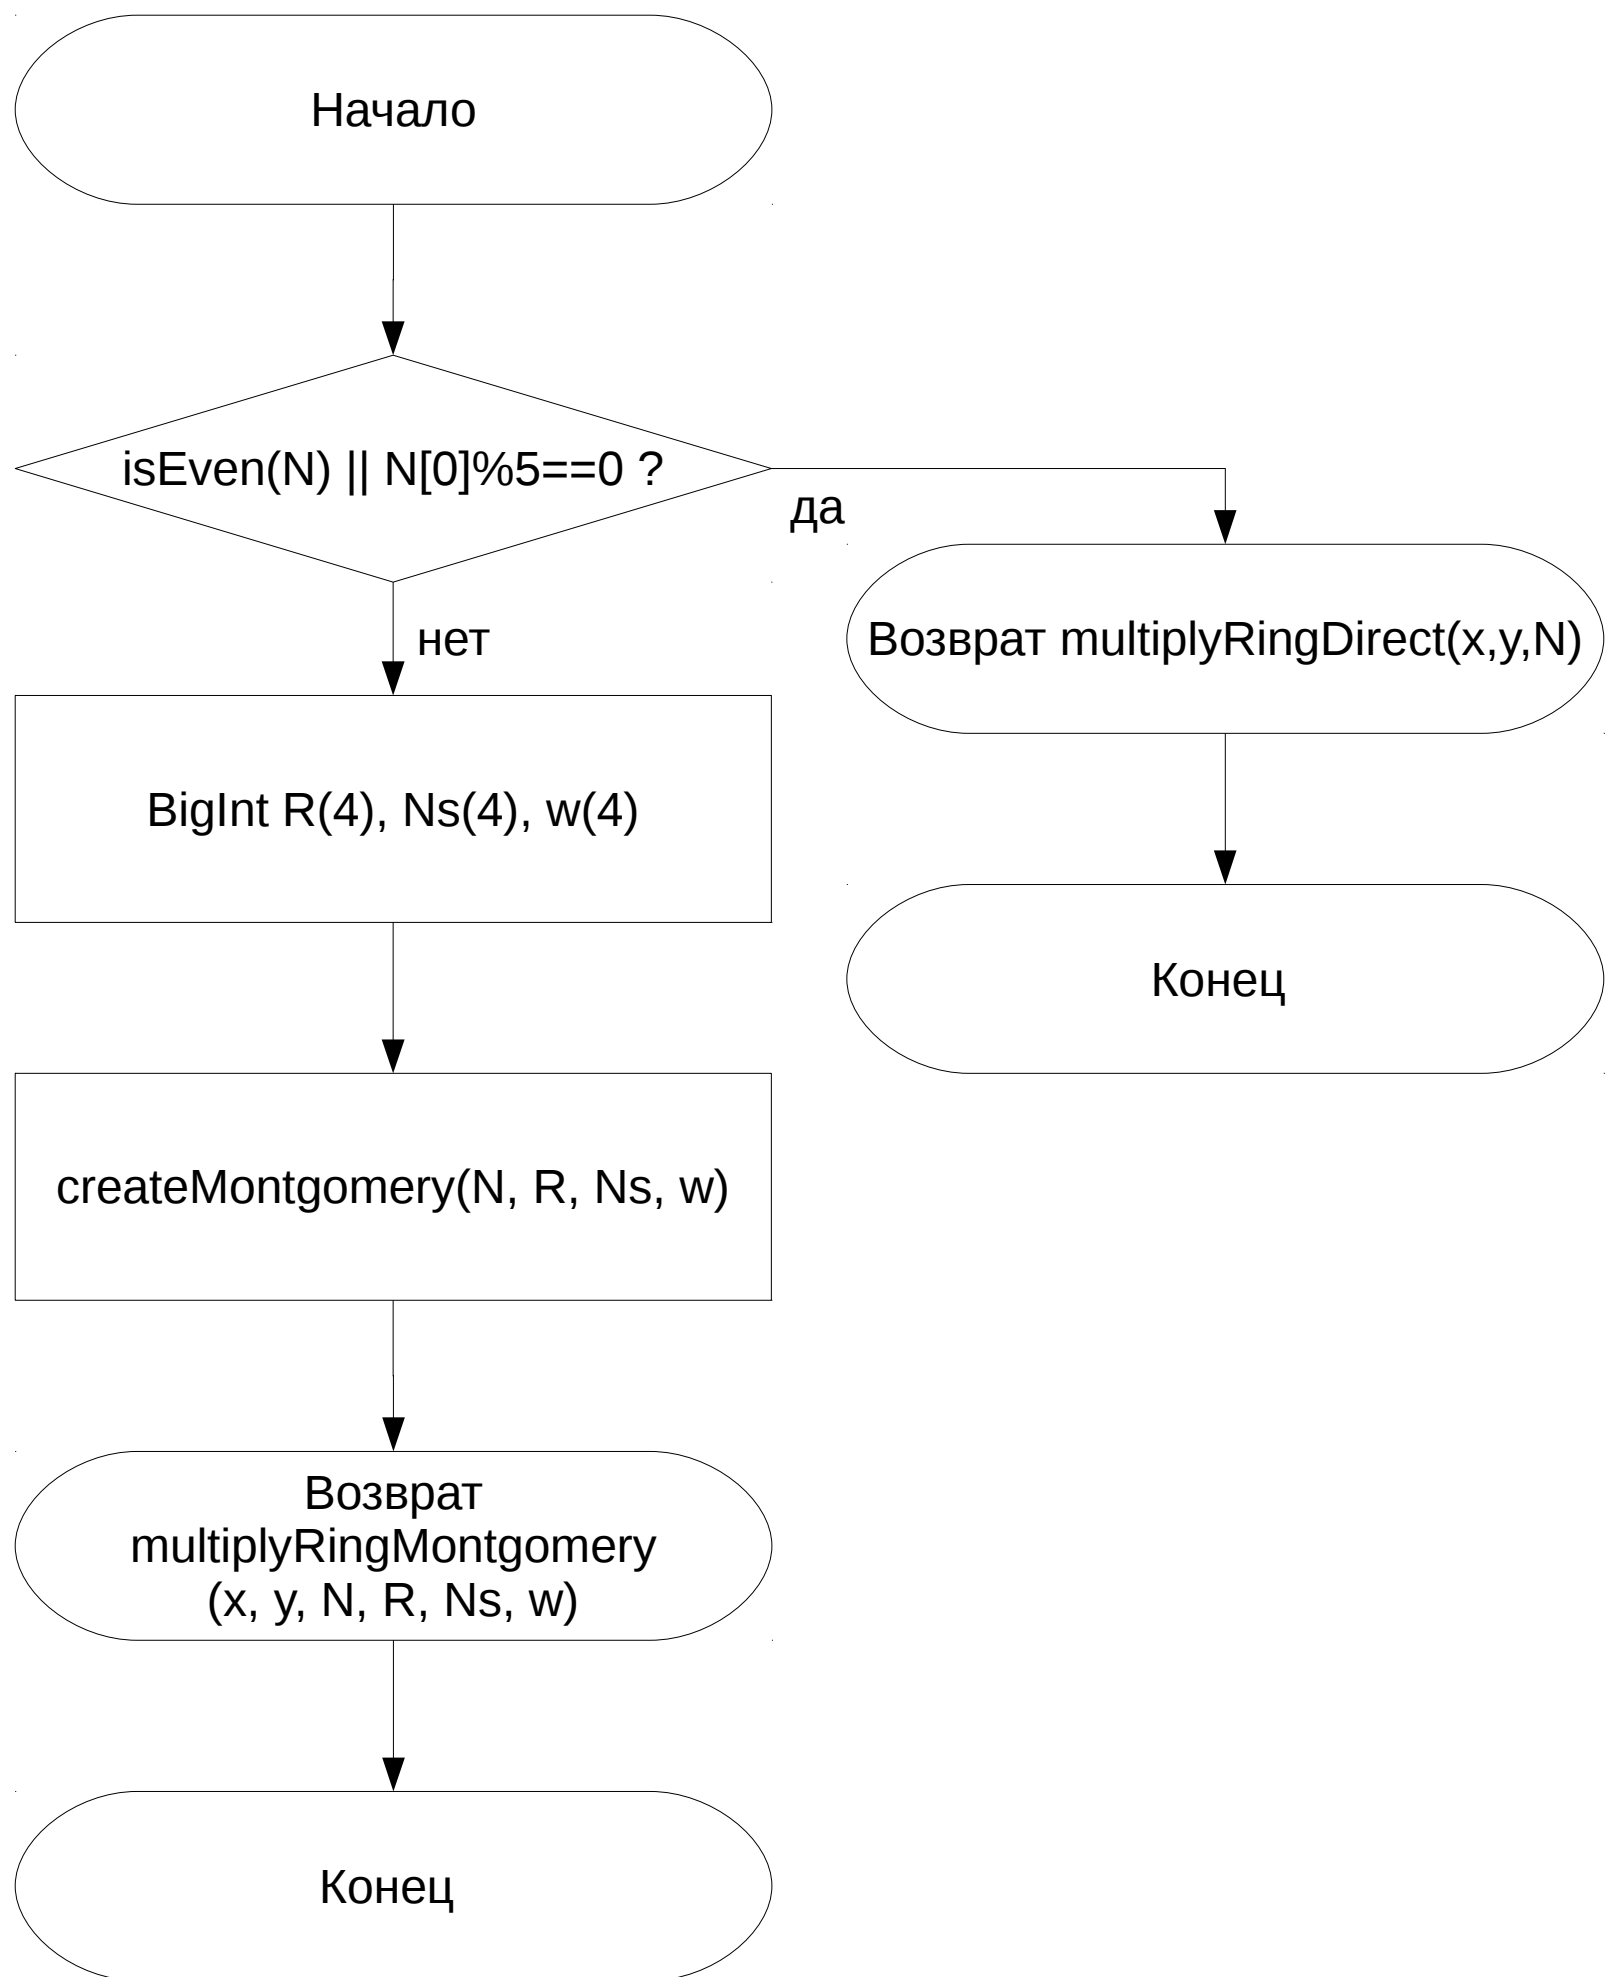 Начало
isEven(N) || N[0]%5==0 ?
да
нет
Возврат multiplyRingDirect(x,y,N)
BigInt R(4), Ns(4), w(4)
Конец
createMontgomery(N, R, Ns, w)
Возврат
multiplyRingMontgomery
(x, y, N, R, Ns, w)
Конец